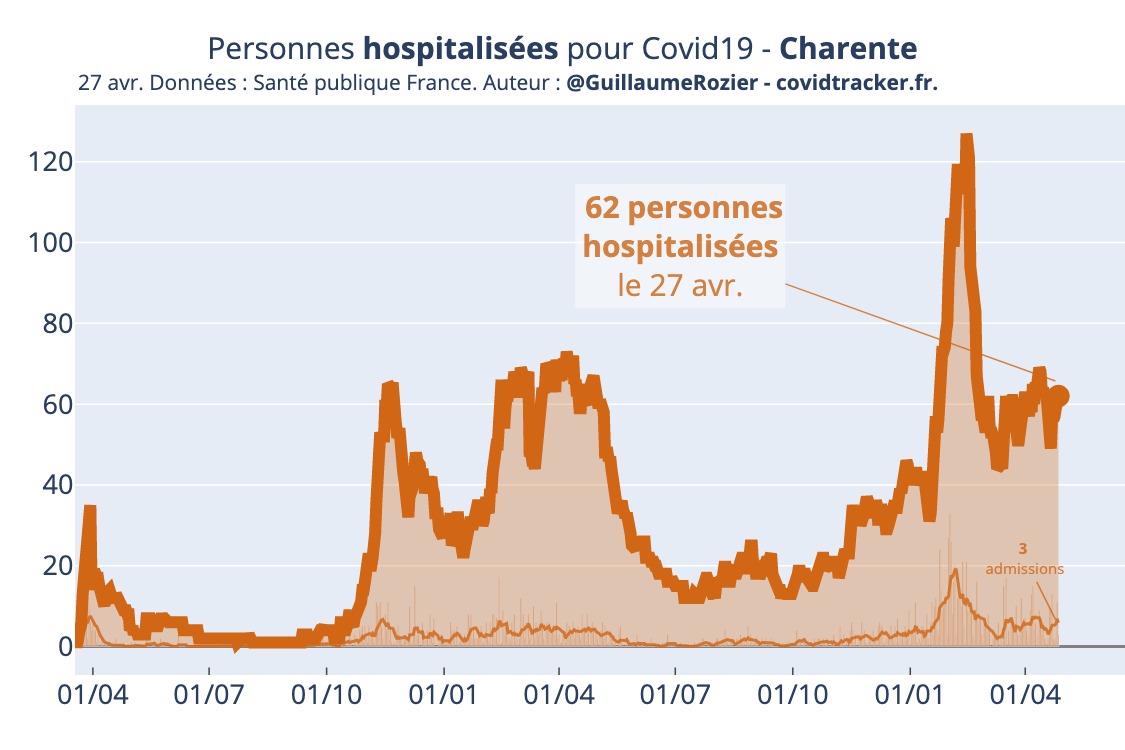 Personnes hospitalisées pour Covid19 - Charente
27 avr. Données : Santé publique France. Auteur : @GuillaumeRozier - covidtracker.fr.
120
100
80
60
40
20
0
62 personnes
hospitalisées
le 27 avr.
3
admissions
01/04 01/07 01/10 01/01 01/04 01/07 01/10 01/01 01/04